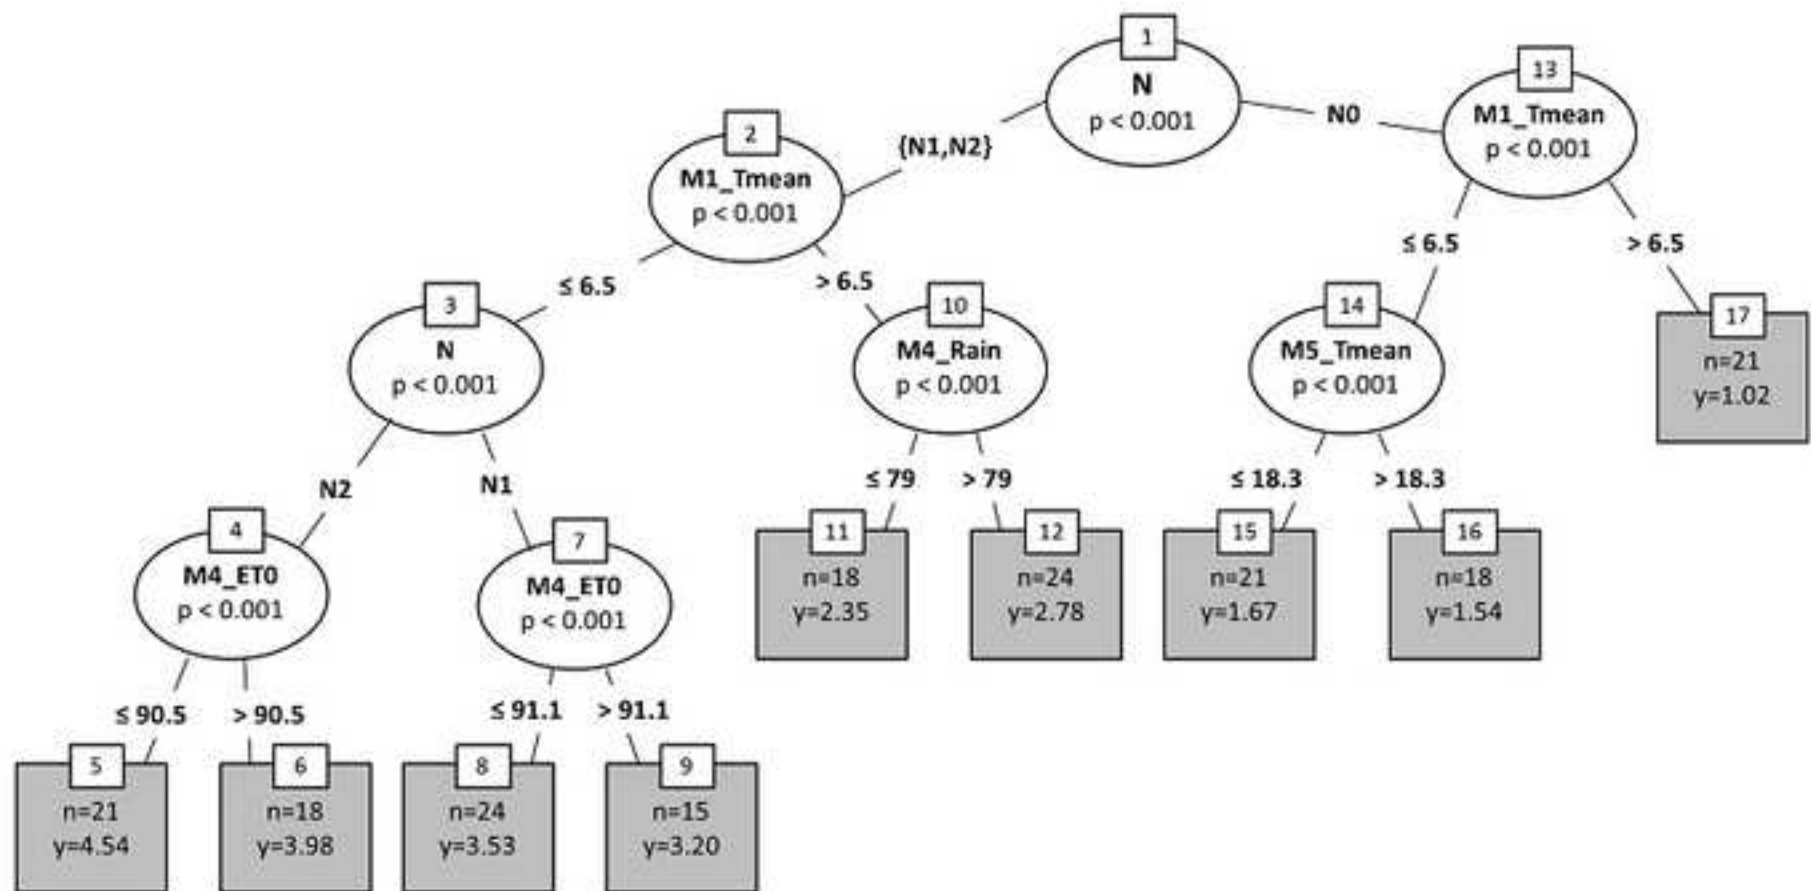 1
N
p < 0.001
{N1,N2}
N0
2
M1_Tmean
p < 0.001
13
M1_Tmean
p < 0.001
≤ 6.5
> 6.5
≤ 6.5
> 6.5
3
N
p < 0.001
10
M4_Rain
p < 0.001
14
M5_Tmean
p < 0.001
17
n=21
y=1.02
N2
N1
≤ 79
> 79
≤ 18.3
> 18.3
4
M4_ET0
p < 0.001
7
M4_ET0
p < 0.001
11
n=18
y=2.35
12
n=24
y=2.78
15
n=21
y=1.67
16
n=18
y=1.54
≤ 90.5
> 90.5
≤ 91.1
> 91.1
5
n=21
y=4.54
6
n=18
y=3.98
8
n=24
y=3.53
9
n=15
y=3.20